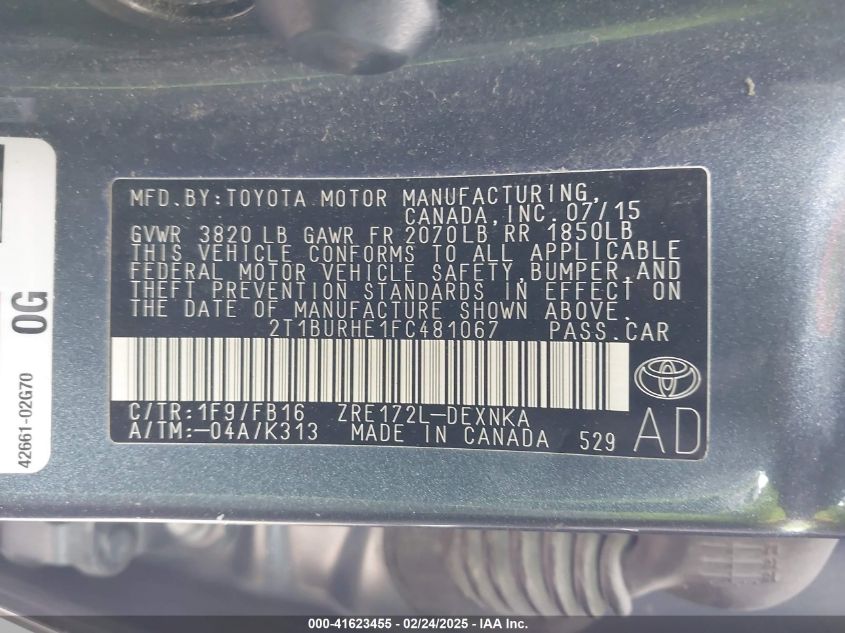 MFD.BY:TOYOTA MOTOR MANUFACTURING,
CANADA, INC. 07/15
GVWR 3820 LB GAWR FR 2070LB RR 1850LB
THIS VEHICLE CONFORMS TO ALL APPLICABLE
FEDERAL MOTOR VEHICLE SAFETY, BUMPER, AND
THEFT PREVENTION STANDARDS IN EFFECT ON
THE DATE OF MANUFACTURE SHOWN ABOVE.
2T1BURHE1FC481067 PASS.CAR
C/TR:1F9/FB16 ZRE172L-DEXNKA
A/TM:-04A/K313 MADE IN CANADA 529
AD
42661-02G70
0G
000-41623455 - 02/24/2025 - IAA Inc.